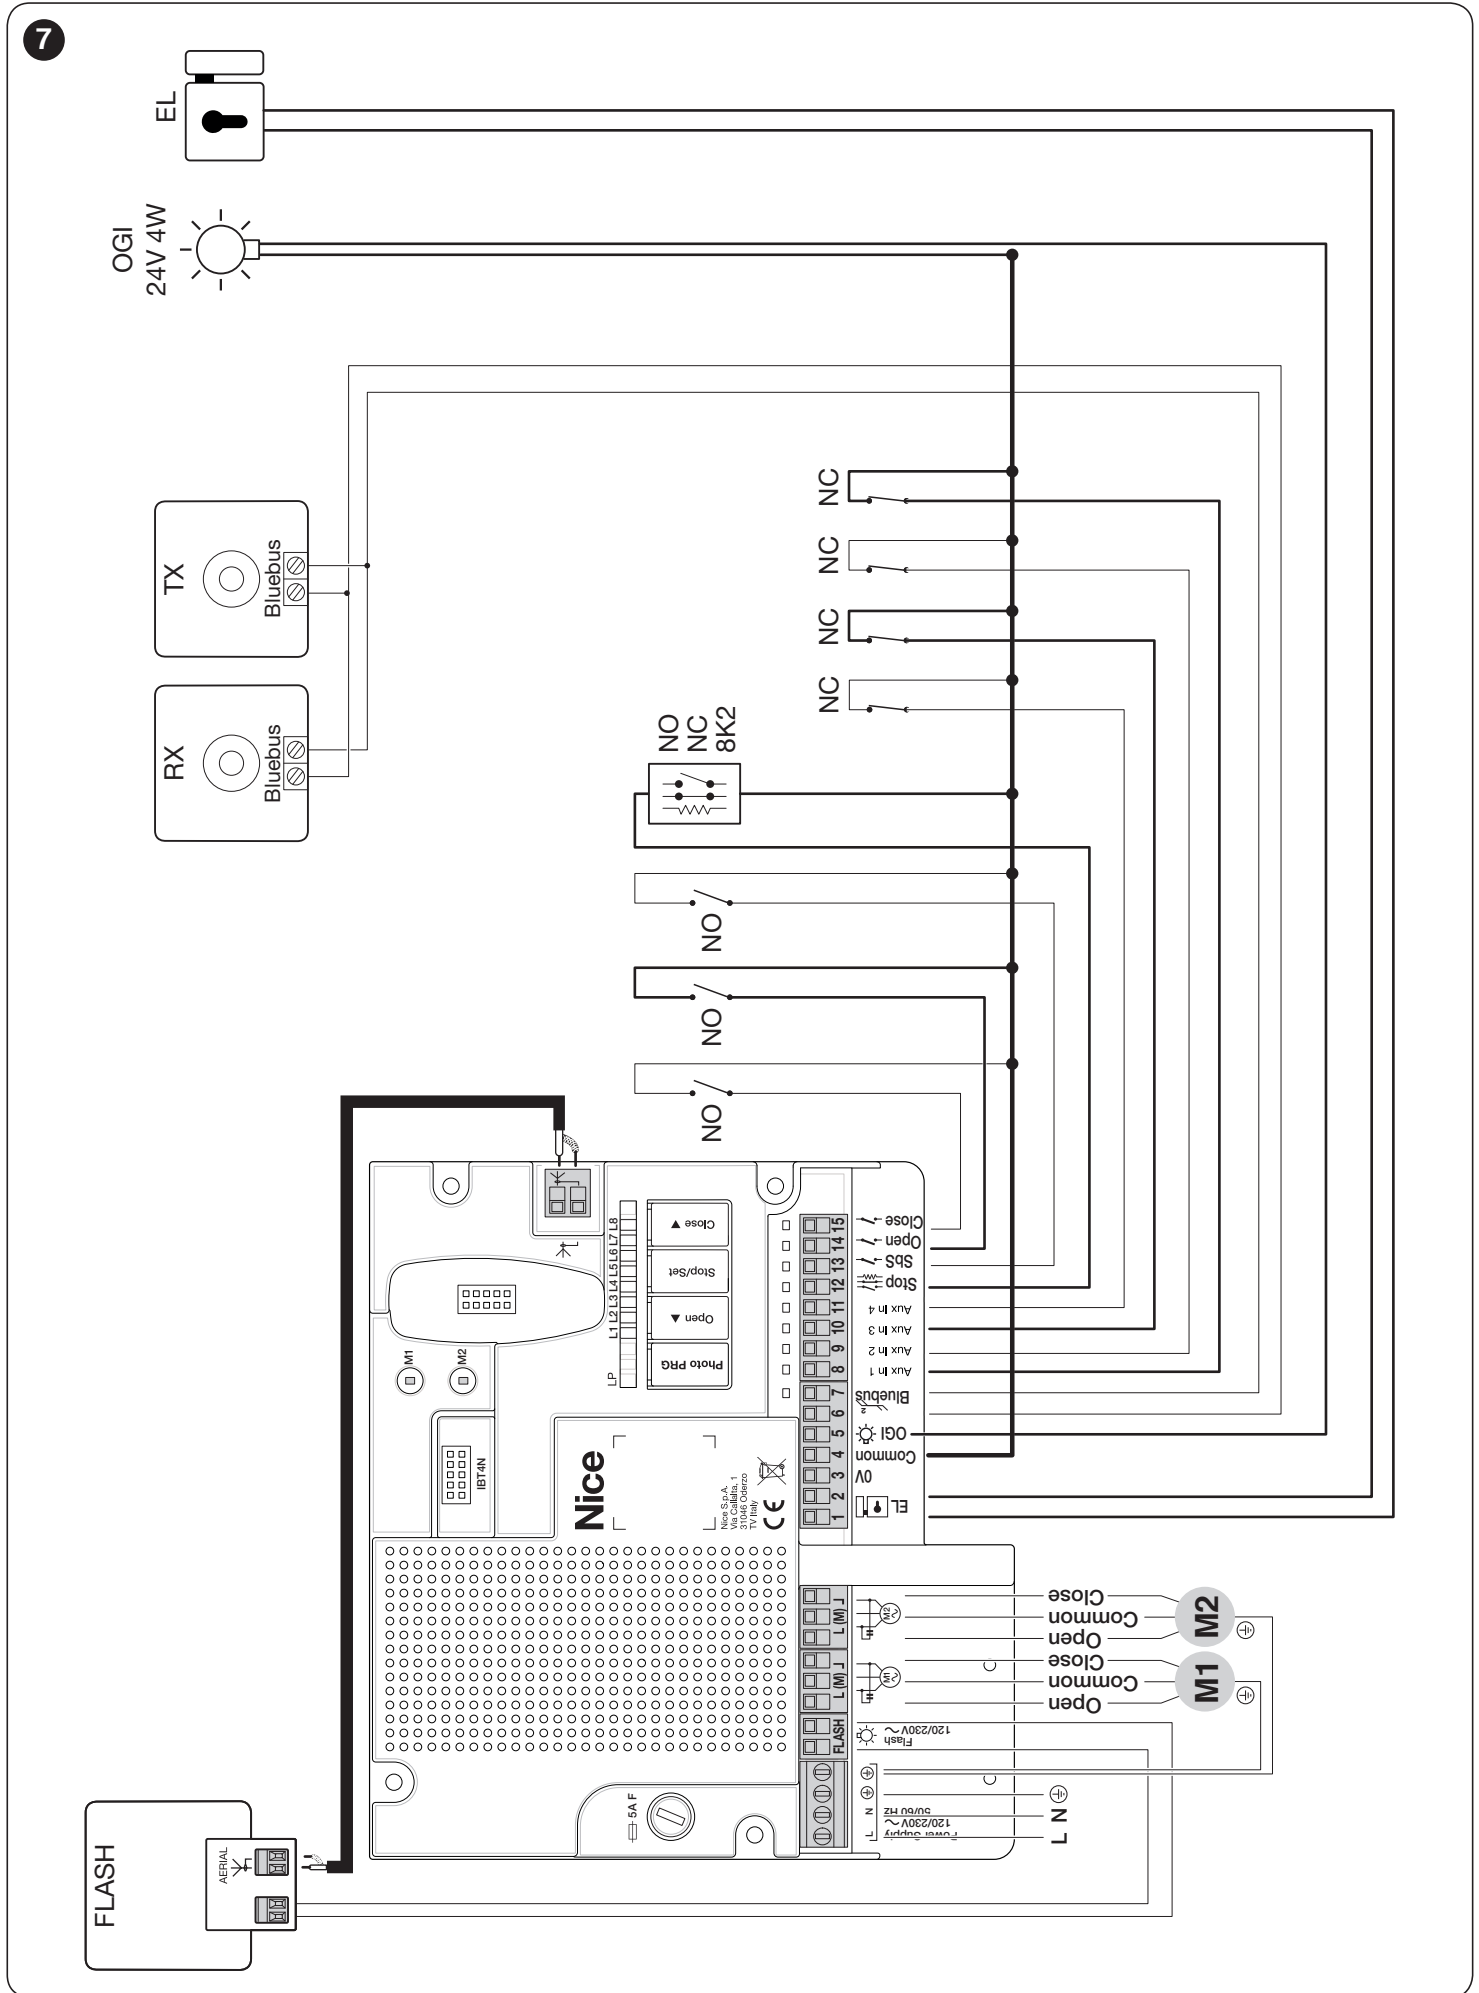 7
EL
OGI
24V 4W
TX
Bluebus
RX
Bluebus
NC
NC
NC
NC
NO
NC
8K2
NO
NO
NO
FLASH
AERIAL
M1
M2
IBT4N
LP
L1 L2 L3 L4 L5 L6 L7 L8
Photo PRG
Open ▲
Stop/Set
Close ▼
Nice
Nice S.p.A.
Via Callalta, 1
31046 Oderzo
TV Italy
CE
5A F
15 Close
14 Open
13 SbS
12 Stop
11 Aux In 4
10 Aux In 3
9 Aux In 2
8 Aux In 1
7
Bluebus
6
5 OGI
4 Common
3 0V
2
EL
1
L (M) L
M2
Close
Common
Open
M2
L (M) L
M1
Close
Common
Open
M1
FLASH
Flash
120/230V ~
L N
Power Supply
120/230V ~
50/60 Hz
L N